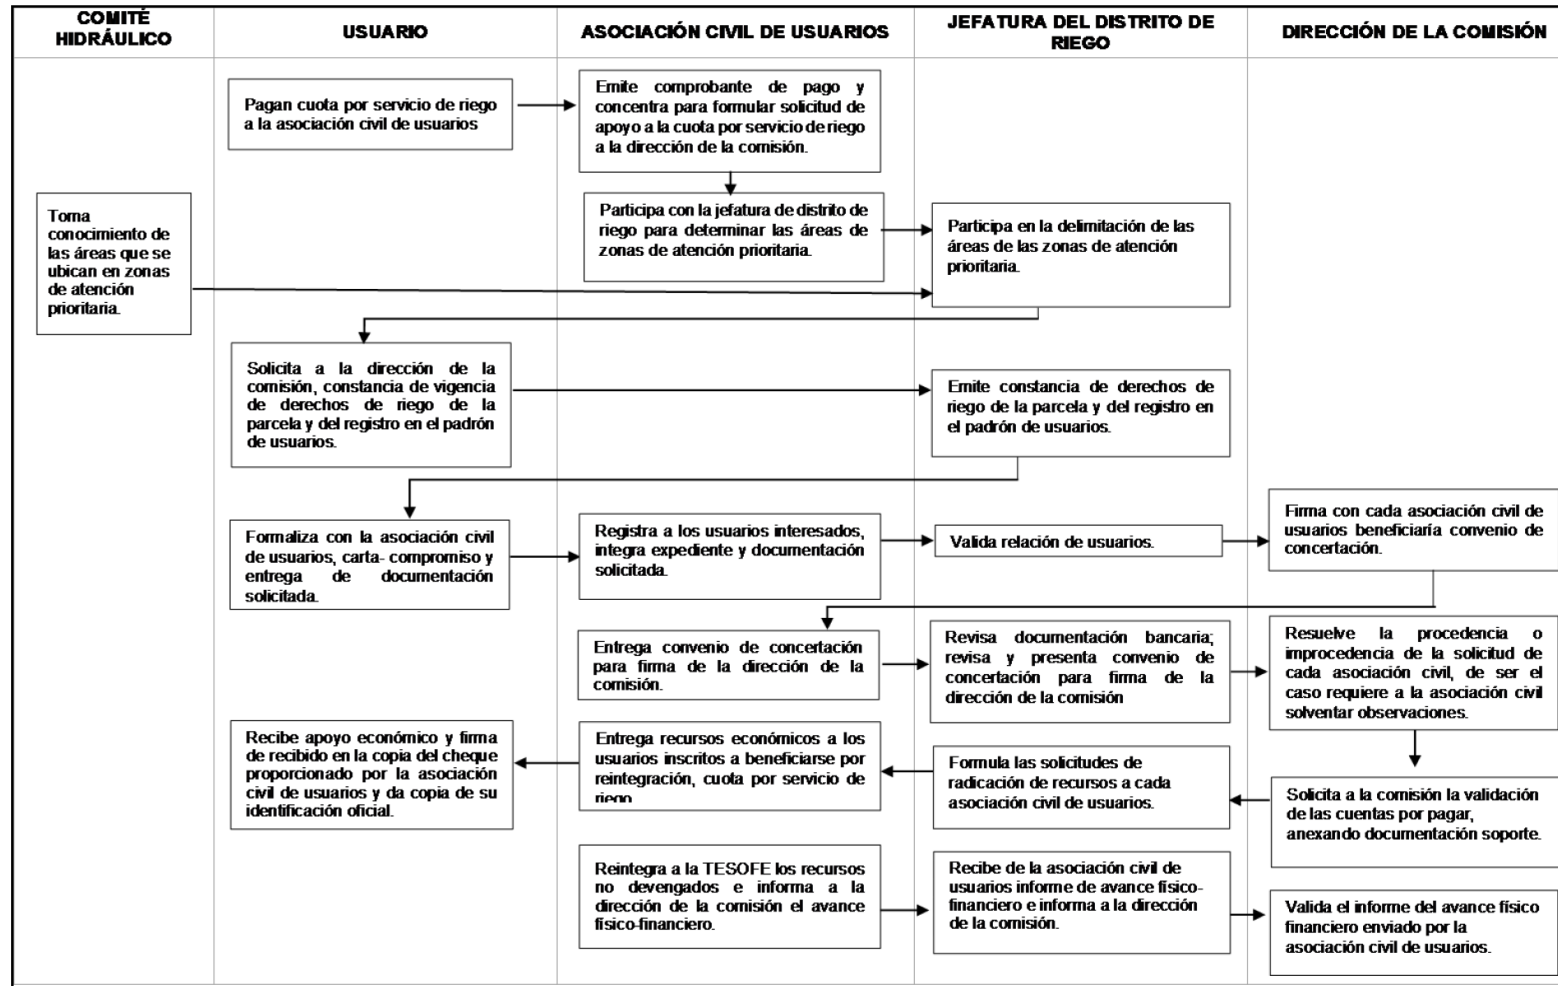 COMITÉ
HIDRÁULICO
USUARIO
ASOCIACIÓN CIVIL DE USUARIOS
JEFATURA DEL DISTRITO DE
RIEGO
DIRECCIÓN DE LA COMISIÓN
Pagan cuota por servicio de riego
a la asociación civil de usuarios
Emite comprobante de pago y
concentra para formular solicitud de
apoyo a la cuota por servicio de riego
a la dirección de la comisión.
Toma
conocimiento de
las áreas que se
ubican en zonas
de atención
prioritaria.
Participa con la jefatura de distrito de
riego para determinar las áreas de
zonas de atención prioritaria.
Participa en la delimitación de las
áreas de las zonas de atención
prioritaria.
Solicita a la dirección de la
comisión, constancia de vigencia
de derechos de riego de la
parcela y del registro en el padrón
de usuarios.
Emite constancia de derechos de
riego de la parcela y del registro en
el padrón de usuarios.
Formaliza con la asociación civil
de usuarios, carta- compromiso y
entrega de documentación
solicitada.
Registra a los usuarios interesados,
integra expediente y documentación
solicitada.
Valida relación de usuarios.
Firma con cada asociación civil de
usuarios beneficiaría convenio de
concertación.
Entrega convenio de concertación
para firma de la dirección de la
comisión.
Revisa documentación bancaria;
revisa y presenta convenio de
concertación para firma de la
dirección de la comisión
Resuelve la procedencia o
improcedencia de la solicitud de
cada asociación civil, de ser el
caso requiere a la asociación civil
solventar observaciones.
Recibe apoyo económico y firma
de recibido en la copia del cheque
proporcionado por la asociación
civil de usuarios y da copia de su
identificación oficial.
Entrega recursos económicos a los
usuarios inscritos a beneficiarse por
reintegración, cuota por servicio de
riego
Formula las solicitudes de
radicación de recursos a cada
asociación civil de usuarios.
Solicita a la comisión la validación
de las cuentas por pagar,
anexando documentación soporte.
Reintegra a la TESOFE los recursos
no devengados e informa a la
dirección de la comisión el avance
físico-financiero.
Recibe de la asociación civil de
usuarios informe de avance físico-
financiero e informa a la dirección
de la comisión.
Valida el informe del avance físico
financiero enviado por la
asociación civil de usuarios.